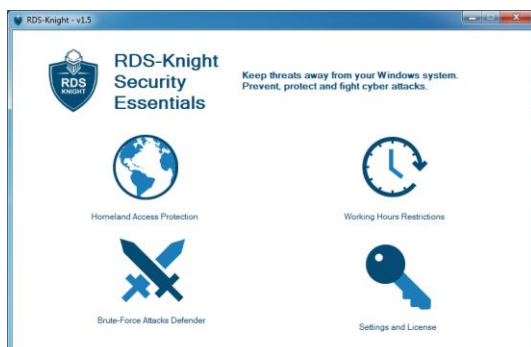 RDS-Knight - v1.5
RDS
KNIGHT
RDS-Knight
Security
Essentials
Keep threats away from your Windows system.
Prevent, protect and fight cyber attacks.
Homeland Access Protection
Working Hours Restrictions
Brute-Force Attacks Defender
Settings and License